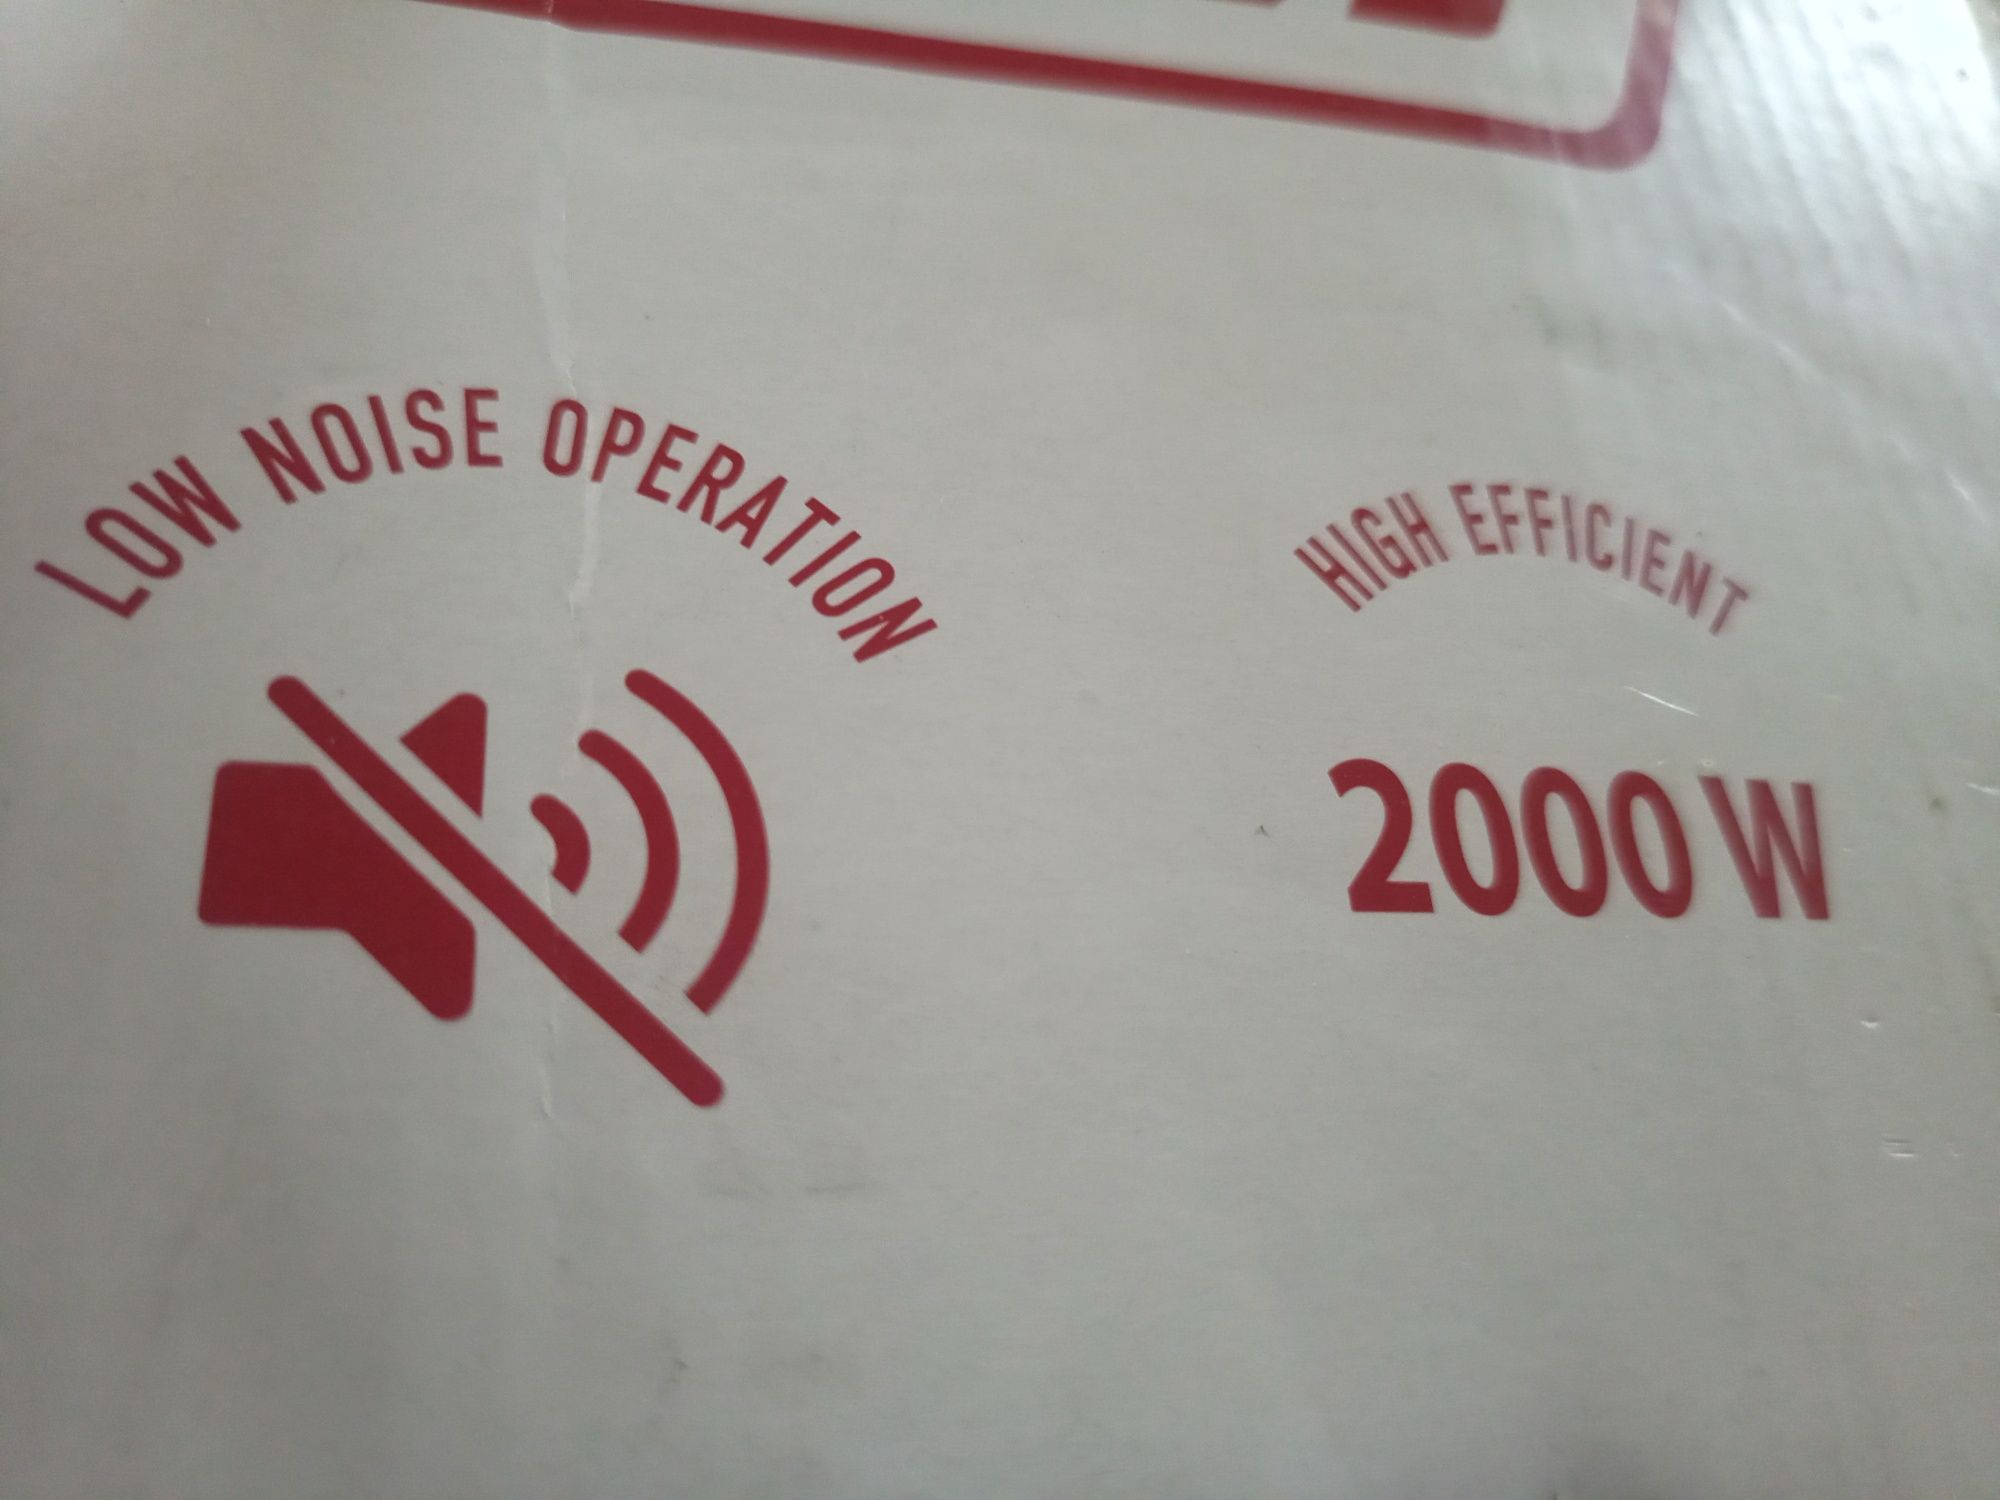 LOW NOISE OPERATION
HIGH EFFICIENT
2000 W